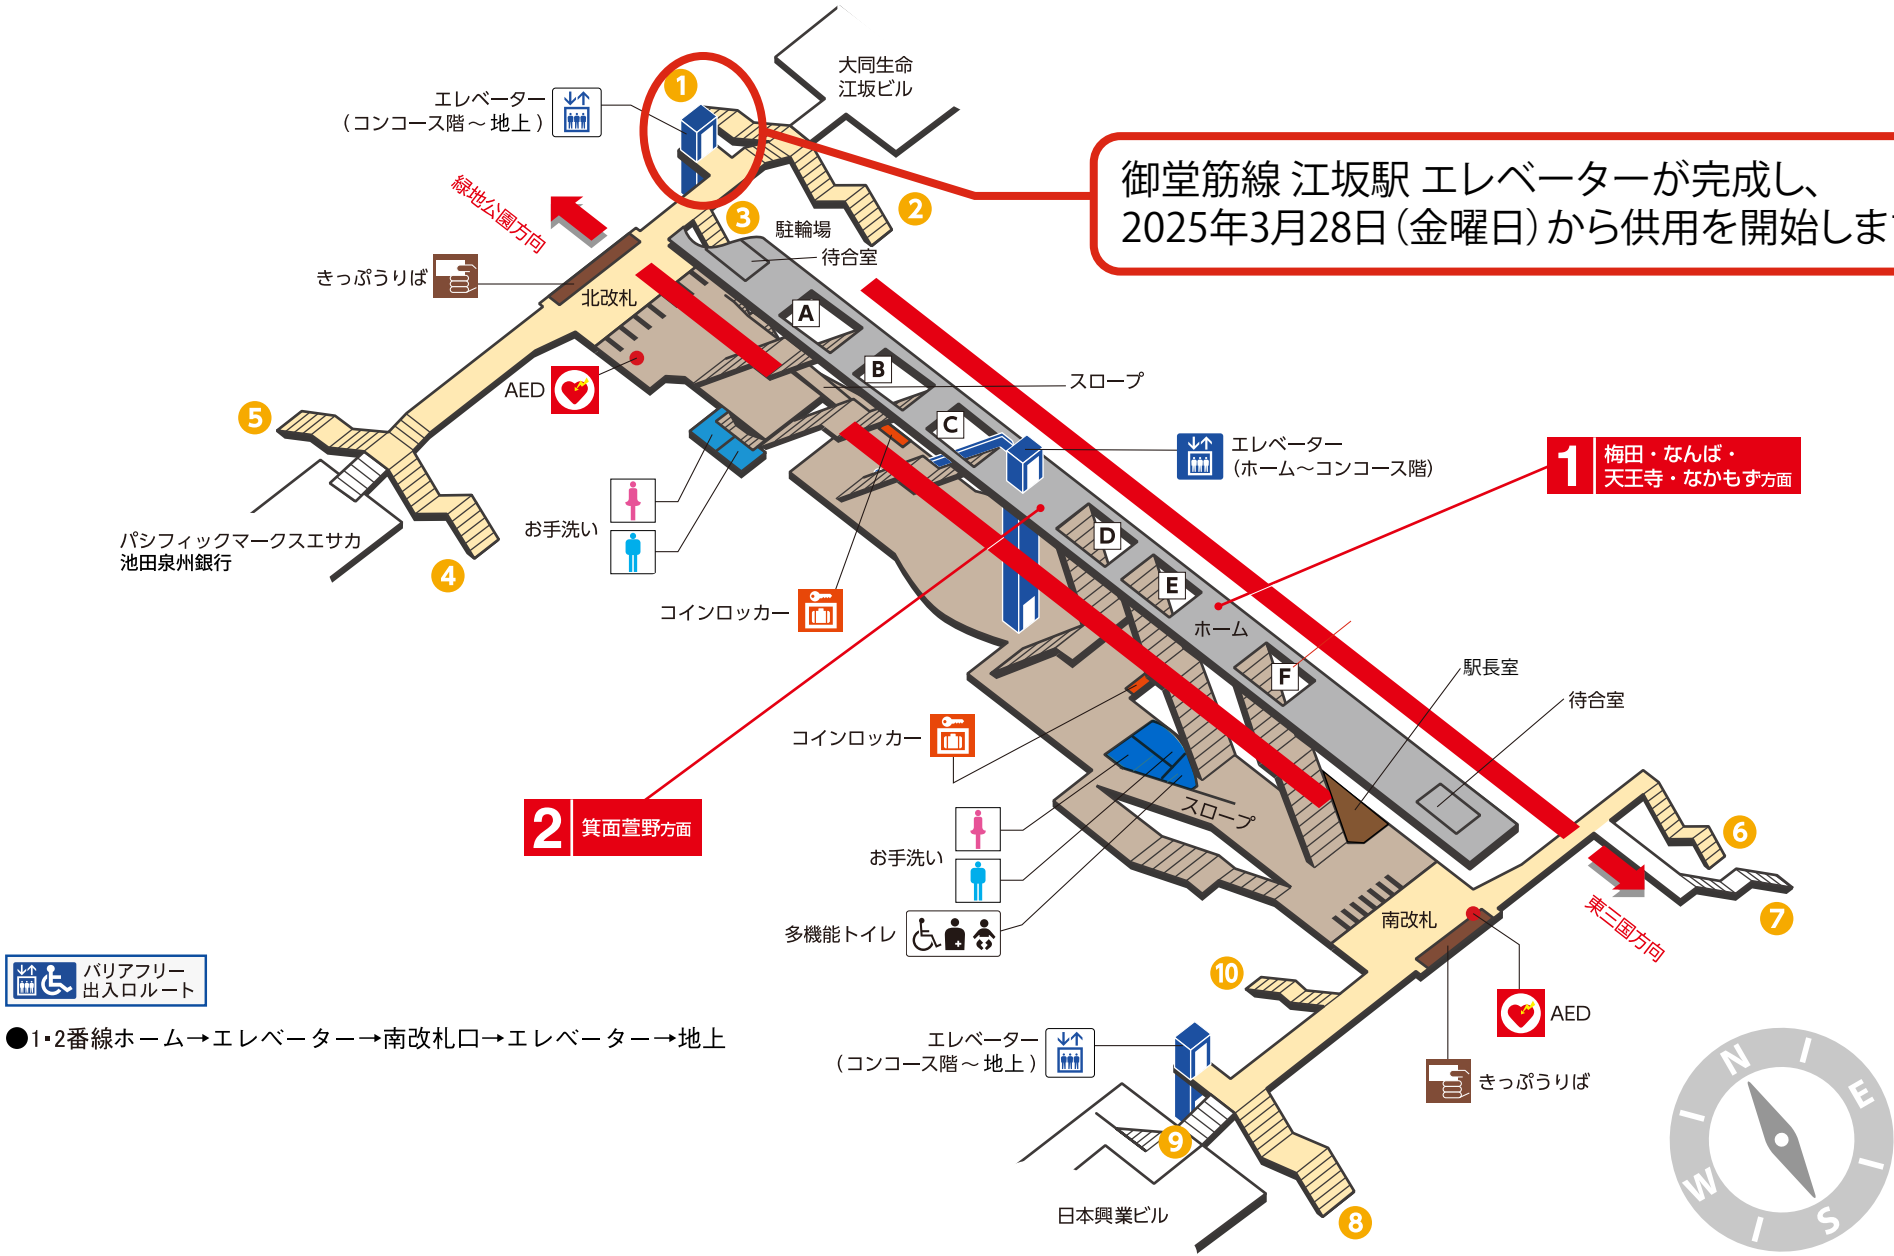 大同生命
江坂ビル
1
エレベーター
(コンコース階～地上)
御堂筋線 江坂駅 エレベーターが完成し、
2025年3月28日(金曜日)から供用を開始しま
緑地公園方向
3
2
駐輪場
待合室
きっぷうりば
北改札
A
B
C
スロープ
AED
5
エレベーター
(ホーム～コンコース階)
1
梅田・なんば・
天王寺・なかもず方面
お手洗い
パシフィックマークスエサカ
池田泉州銀行
4
D
E
F
コインロッカー
ホーム
駅長室
待合室
コインロッカー
2
箕面萱野方面
スロープ
お手洗い
6
7
東三国方向
南改札
多機能トイレ
10
バリアフリー
出入口ルート
●1・2番線ホーム→エレベーター→南改札口→エレベーター→地上
エレベーター
(コンコース階～地上)
AED
きっぷうりば
9
8
日本興業ビル
N
E
S
W